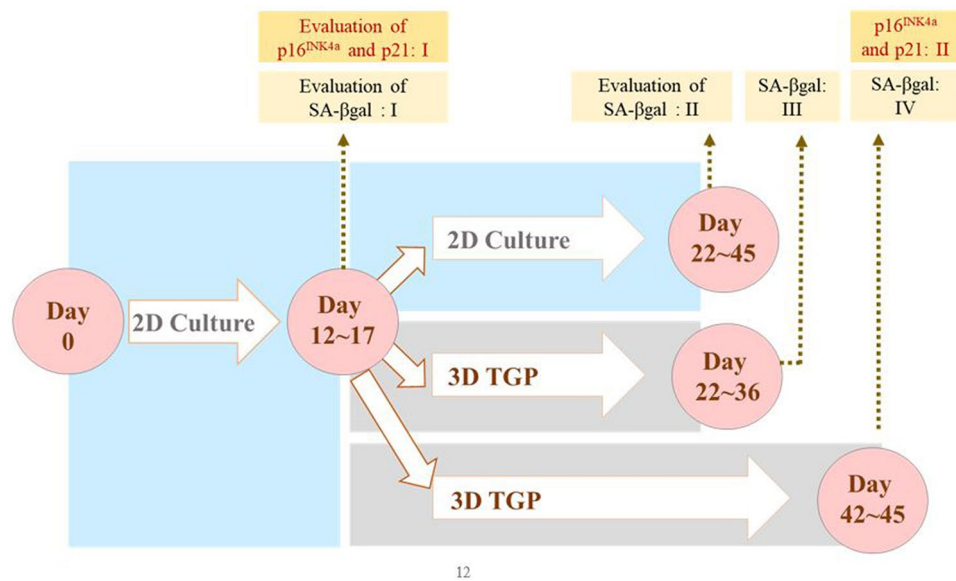 Evaluation of
p16INK4a and p21: I
Evaluation of
SA-βgal : I
Evaluation of
SA-βgal : II
SA-βgal:
III
p16INK4a
and p21: II
SA-βgal:
IV
Day
0
2D Culture
Day
12~17
2D Culture
Day
22~45
3D TGP
Day
22~36
3D TGP
Day
42~45
12